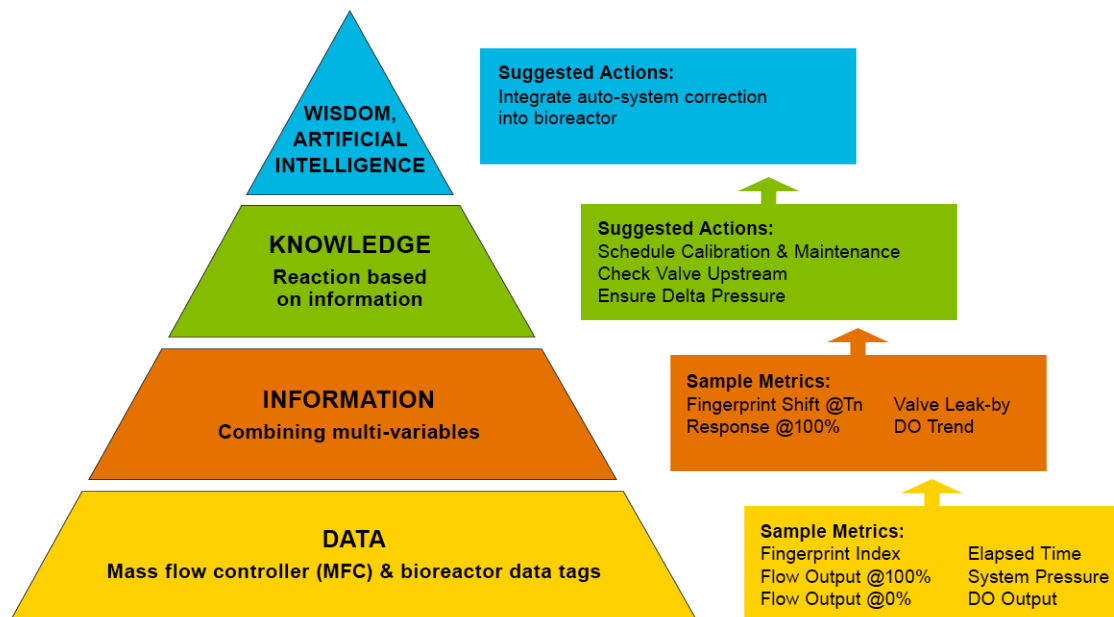 WISDOM,
ARTIFICIAL
INTELLIGENCE
Suggested Actions:
Integrate auto-system correction
into bioreactor
KNOWLEDGE
Reaction based
on information
Suggested Actions:
Schedule Calibration & Maintenance
Check Valve Upstream
Ensure Delta Pressure
INFORMATION
Combining multi-variables
Sample Metrics:
Fingerprint Shift @Tn Valve Leak-by
Response @100% DO Trend
DATA
Mass flow controller (MFC) & bioreactor data tags
Sample Metrics:
Fingerprint Index Elapsed Time
Flow Output @100% System Pressure
Flow Output @0% DO Output